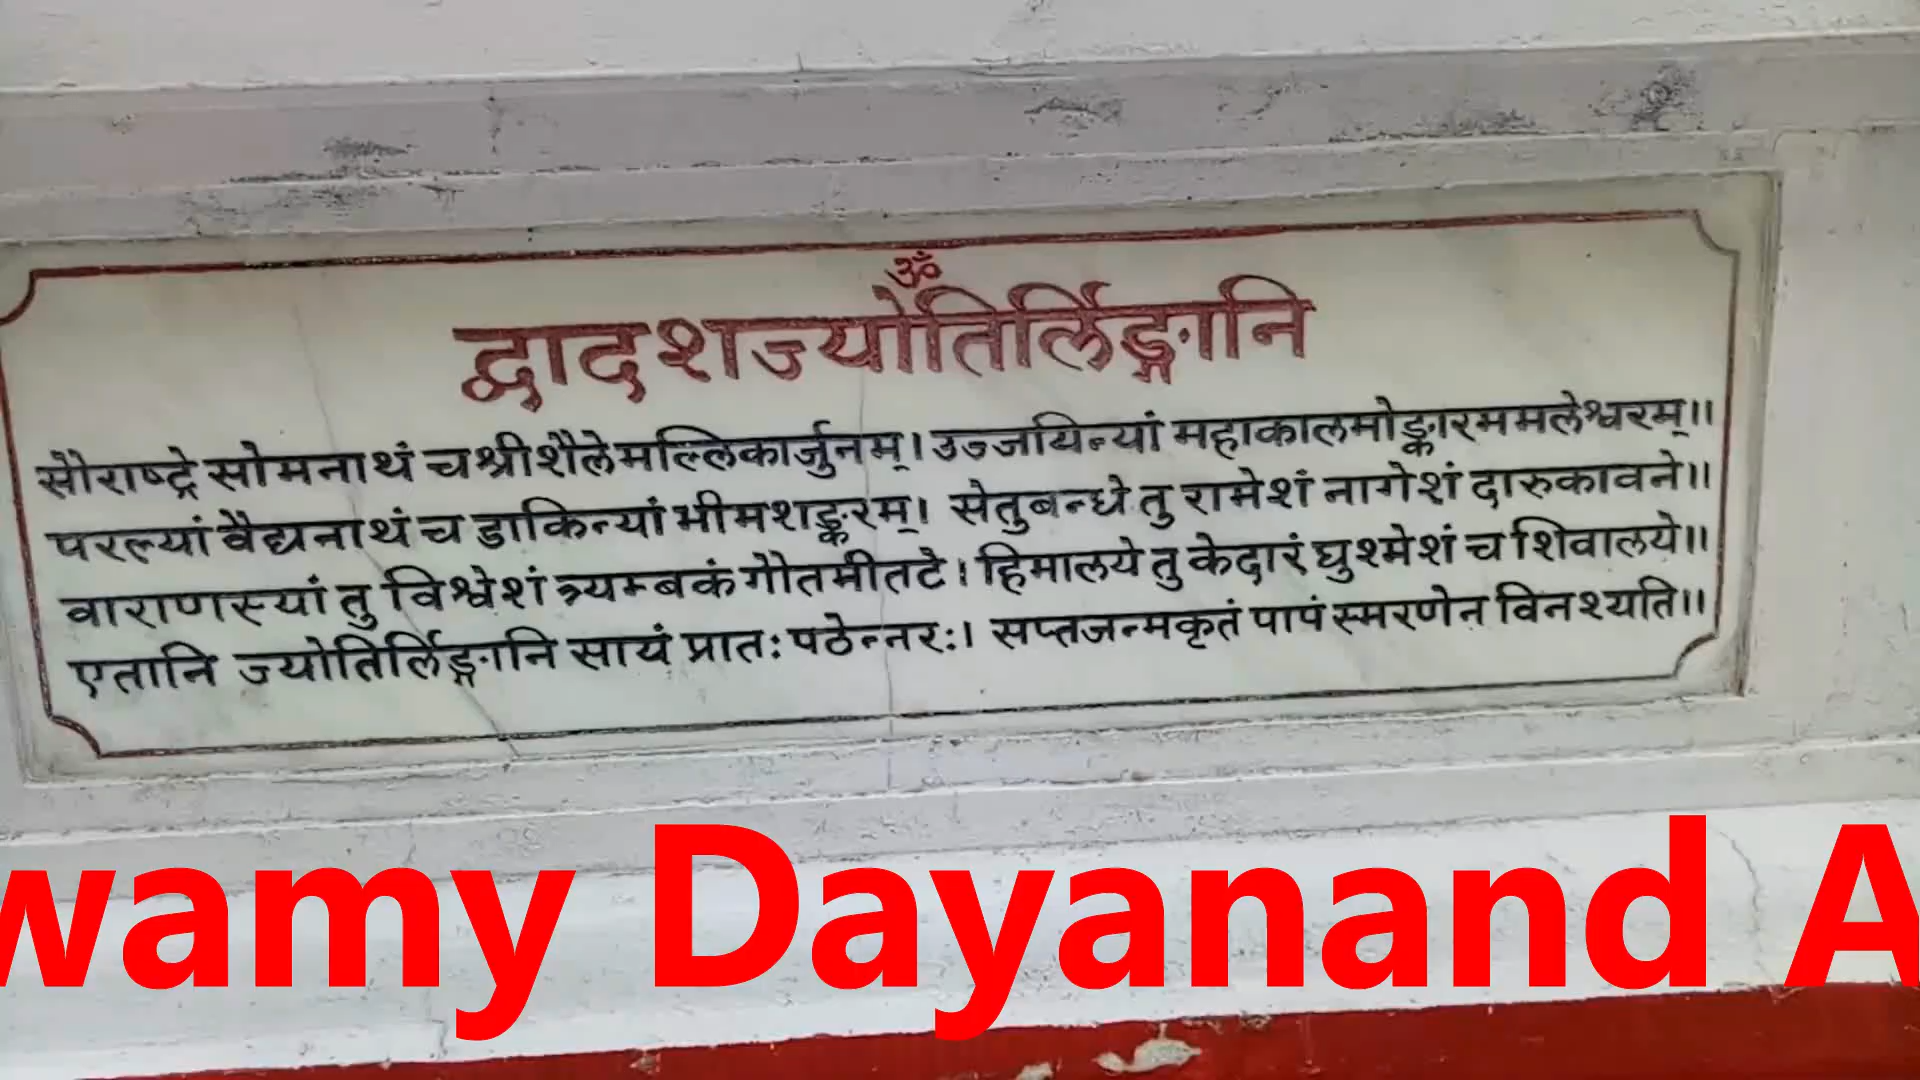 ॐ
द्वादशज्योतिर्लिङ्गानि
सौराष्ट्रे सोमनाथं च श्रीशैले मल्लिकार्जुनम्। उज्जयिन्यां महाकालमोङ्कारममलेश्वरम्॥
परल्यां वैद्यनाथं च डाकिन्यां भीमशङ्करम्। सेतुबन्धे तु रामेशं नागेशं दारुकावने॥
वाराणस्यां तु विश्वेशं त्र्यम्बकं गौतमीतटे। हिमालये तु केदारं घुश्मेशं च शिवालये॥
एतानि ज्योतिर्लिङ्गानि सायं प्रातः पठेन्नरः। सप्तजन्मकृतं पापं स्मरणेन विनश्यति॥
wamy Dayanand A